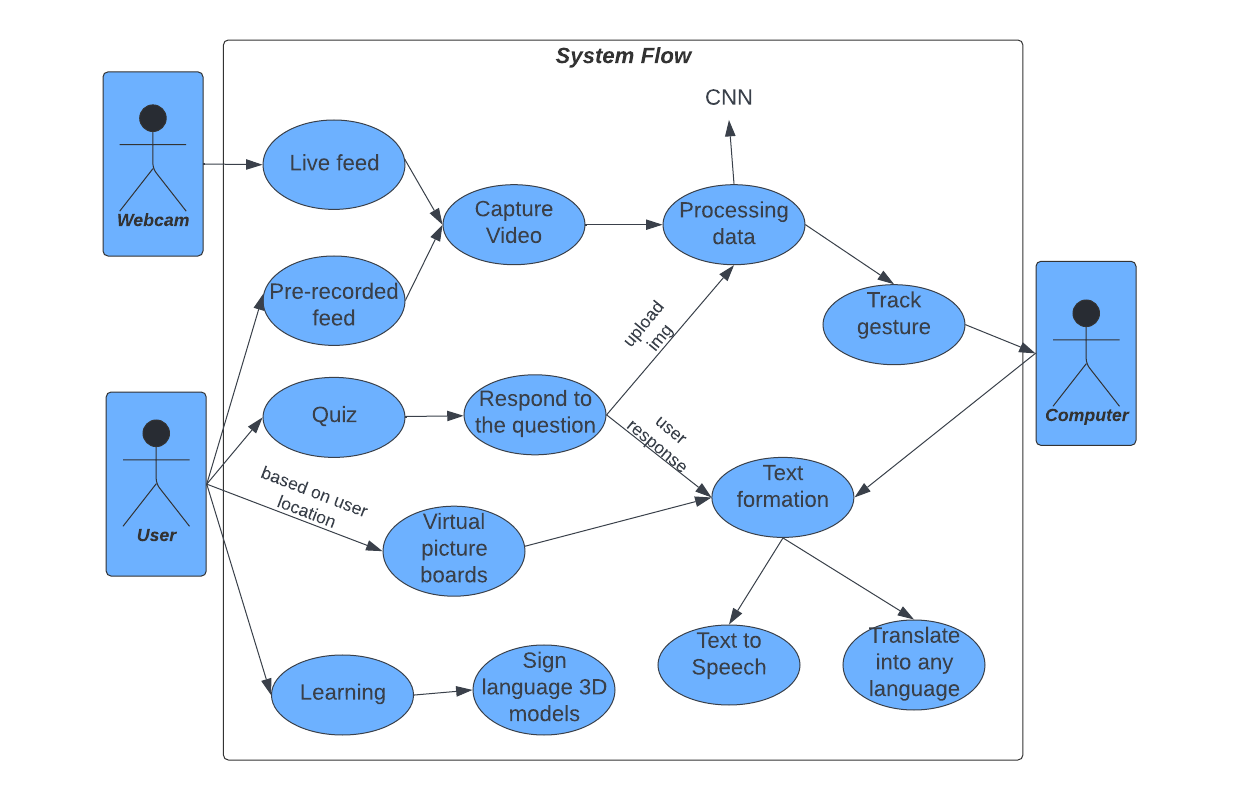 System Flow
CNN
Webcam
Live feed
Capture
Video
Processing
data
Pre-recorded
feed
Track
gesture
upload
img
Computer
Quiz
Respond to
the question
user
response
User
based on user
location
Virtual
picture
boards
Text
formation
Text to
Speech
Translate
into any
language
Learning
Sign
language 3D
models